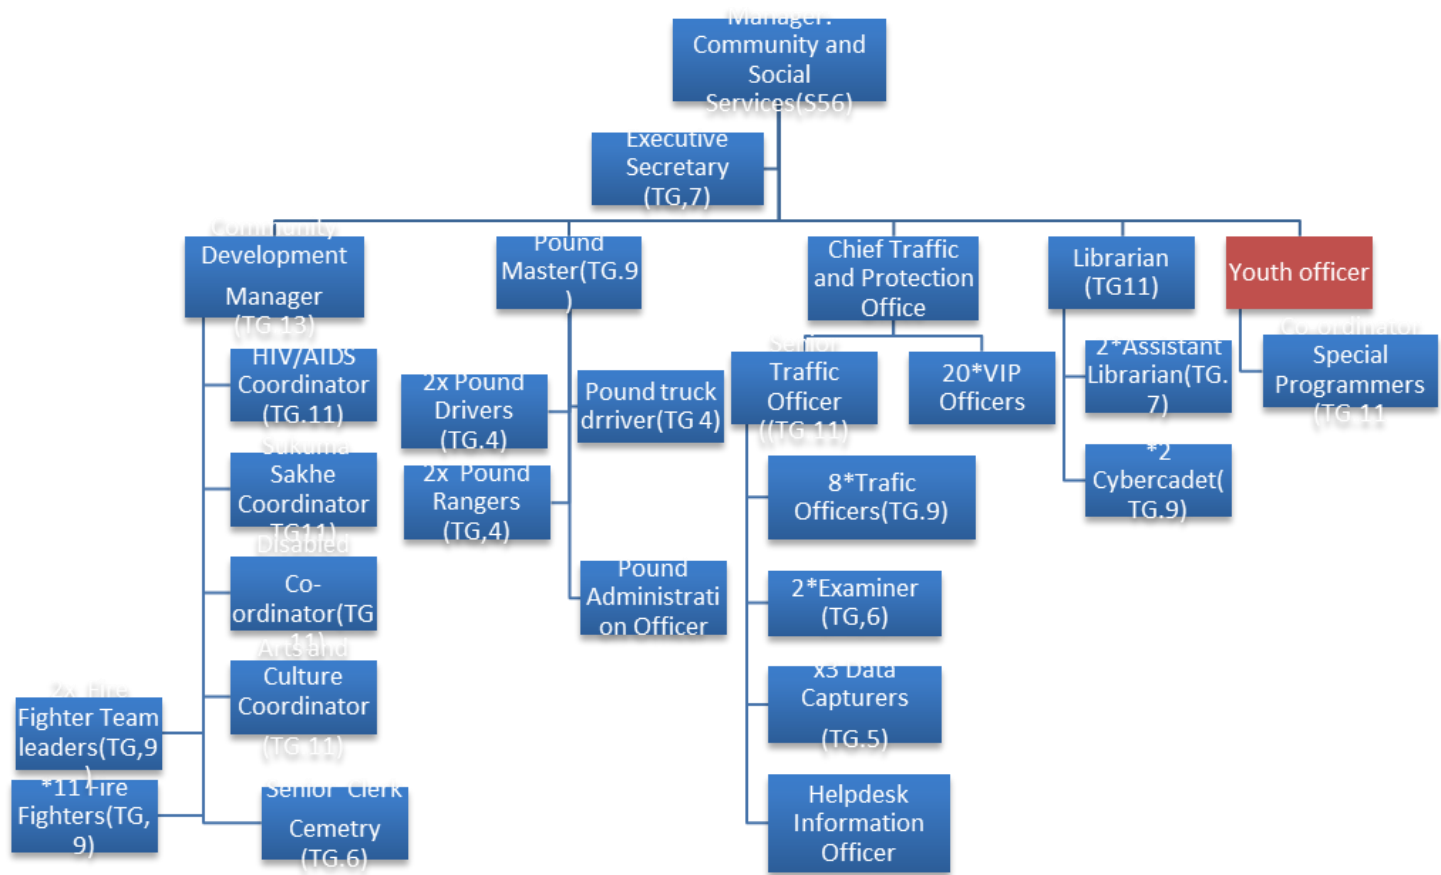 Manager:
Community and
Social
Services(S56)
Executive
Secretary
(TG,7)
Community
Development
Manager
(TG 13)
HIV/AIDS
Coordinator
(TG.11)
Sukuma
Sakhe
Coordinator
TG11)
Disabled
Co-
ordinator(TG
11)
Arts and
Culture
Coordinator
(TG.11)
2x Fire
Fighter Team
leaders(TG,9
)
*11 Fire
Fighters(TG,
9)
Senior Clerk
Cemetry
(TG.6)
Pound
Master(TG.9
)
2x Pound
Drivers
(TG.4)
Pound truck
drriver(TG 4)
2x Pound
Rangers
(TG,4)
Pound
Administrati
on Officer
Chief Traffic
and Protection
Office
Senior
Traffic
Officer
((TG.11)
20*VIP
Officers
8*Trafic
Officers(TG.9)
2*Examiner
(TG,6)
x3 Data
Capturers
(TG.5)
Helpdesk
Information
Officer
Librarian
(TG11)
2*Assistant
Librarian(TG.
7)
*2
Cybercadet(
TG.9)
Youth officer
Co-ordinator
Special
Programmers
(TG 11